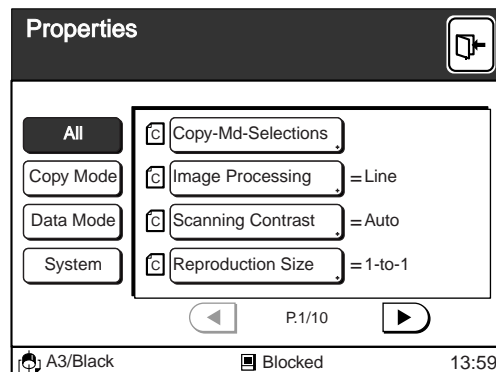 Properties
All
C Copy-Md-Selections
Copy Mode
C Image Processing =Line
Data Mode
C Scanning Contrast =Auto
System
C Reproduction Size =1-to-1
P.1/10
A3/Black Blocked 13:59